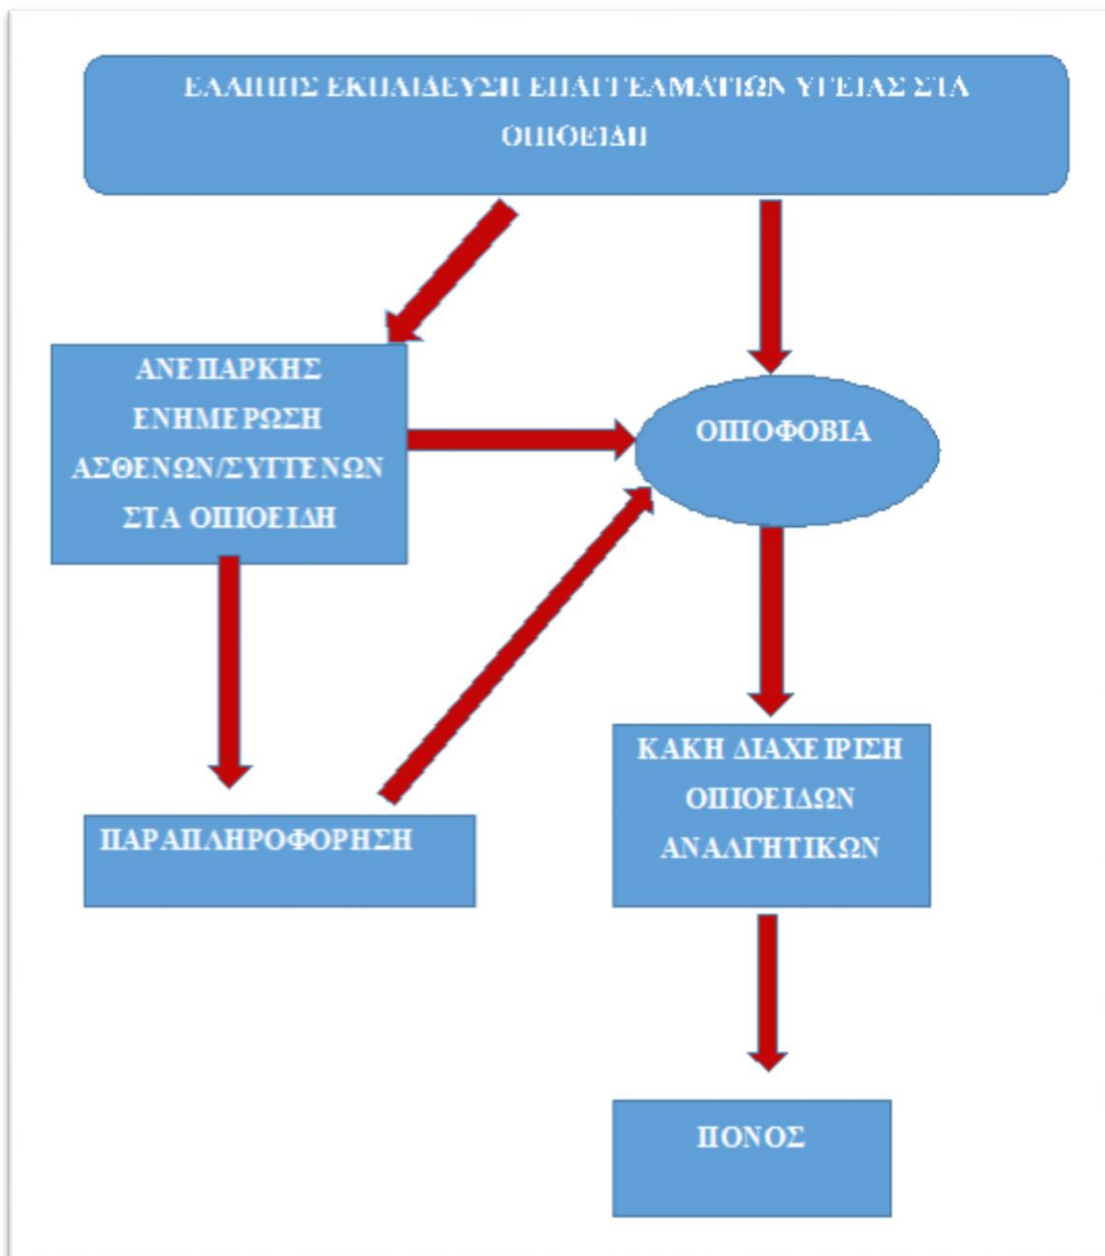 ΕΛΛΙΠΗΣ ΕΚΠΑΙΔΕΥΣΗ ΕΠΑΓΓΕΛΜΑΤΙΩΝ ΥΓΕΙΑΣ ΣΤΑ
ΟΠΙΟΕΙΔΗ
ΑΝΕΠΑΡΚΗΣ
ΕΝΗΜΕΡΩΣΗ
ΑΣΘΕΝΩΝ/ΣΥΓΓΕΝΩΝ
ΣΤΑ ΟΠΙΟΕΙΔΗ
ΟΠΙΟΦΟΒΙΑ
ΠΑΡΑΠΛΗΡΟΦΟΡΗΣΗ
ΚΑΚΗ ΔΙΑΧΕΙΡΙΣΗ
ΟΠΙΟΕΙΔΩΝ
ΑΝΑΛΓΗΤΙΚΩΝ
ΠΟΝΟΣ